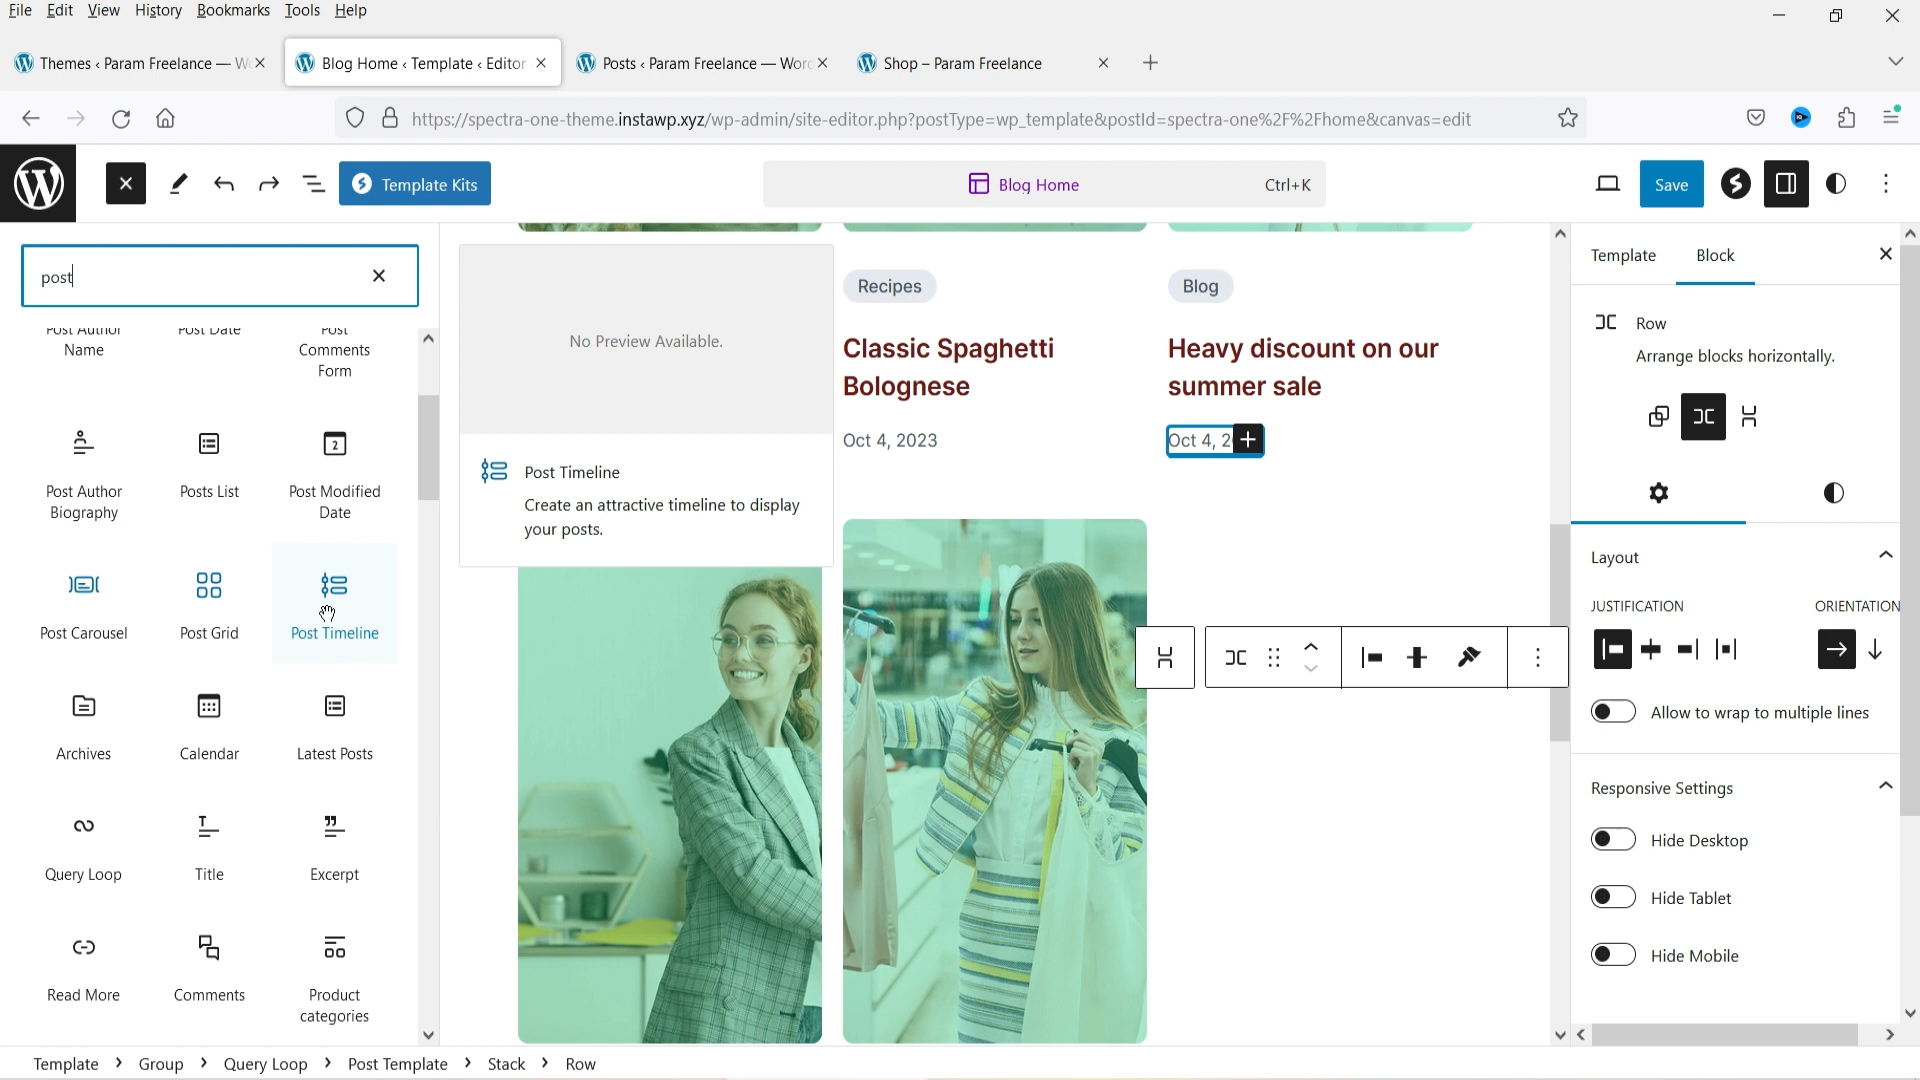 File Edit View History Bookmarks Tools Help
Themes ‹ Param Freelance — W
Blog Home ‹ Template ‹ Editor
Posts ‹ Param Freelance — Word
Shop – Param Freelance
https://spectra-one-theme.instawp.xyz/wp-admin/site-editor.php?postType=wp_template&postId=spectra-one%2F%2Fhome&canvas=edit
Template Kits
Blog Home
Ctrl+K
Save
post
Post Author
Name
Post Date
Post
Comments
Form
Post Author
Biography
Posts List
Post Modified
Date
Post Carousel
Post Grid
Post Timeline
Archives
Calendar
Latest Posts
Query Loop
Title
Excerpt
Read More
Comments
Product
categories
No Preview Available.
Post Timeline
Create an attractive timeline to display
your posts.
Recipes
Classic Spaghetti
Bolognese
Oct 4, 2023
Blog
Heavy discount on our
summer sale
Oct 4, 2
Template
Block
Row
Arrange blocks horizontally.
Layout
JUSTIFICATION
ORIENTATION
Allow to wrap to multiple lines
Responsive Settings
Hide Desktop
Hide Tablet
Hide Mobile
Template › Group › Query Loop › Post Template › Stack › Row